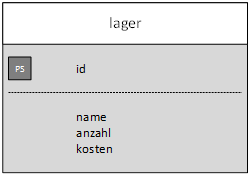 lager
PS id
name
anzahl
kosten